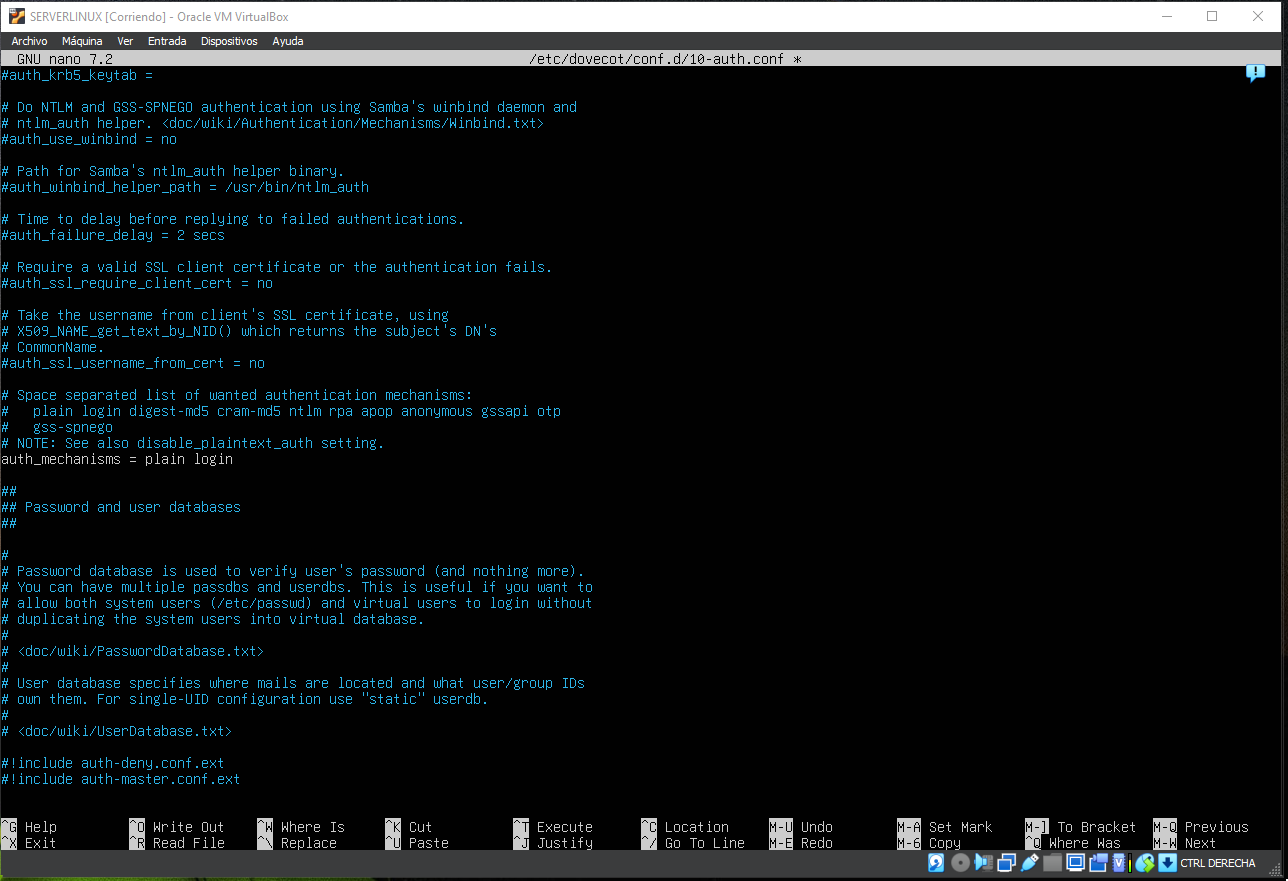 SERVERLINUX [Corriendo] - Oracle VM VirtualBox
Archivo Máquina Ver Entrada Dispositivos Ayuda
GNU nano 7.2 /etc/dovecot/conf.d/10-auth.conf *
#auth_krb5_keytab =
# Do NTLM and GSS-SPNEGO authentication using Samba's winbind daemon and
# ntlm_auth helper. <doc/wiki/Authentication/Mechanisms/Winbind.txt>
#auth_use_winbind = no
# Path for Samba's ntlm_auth helper binary.
#auth_winbind_helper_path = /usr/bin/ntlm_auth
# Time to delay before replying to failed authentications.
#auth_failure_delay = 2 secs
# Require a valid SSL client certificate or the authentication fails.
#auth_ssl_require_client_cert = no
# Take the username from client's SSL certificate, using
# X509_NAME_get_text_by_NID() which returns the subject's DN's
# CommonName.
#auth_ssl_username_from_cert = no
# Space separated list of wanted authentication mechanisms:
#   plain login digest-md5 cram-md5 ntlm rpa apop anonymous gssapi otp
#   gss-spnego
# NOTE: See also disable_plaintext_auth setting.
auth_mechanisms = plain login
##
## Password and user databases
##
#
# Password database is used to verify user's password (and nothing more).
# You can have multiple passdbs and userdbs. This is useful if you want to
# allow both system users (/etc/passwd) and virtual users to login without
# duplicating the system users into virtual database.
#
# <doc/wiki/PasswordDatabase.txt>
#
# User database specifies where mails are located and what user/group IDs
# own them. For single-UID configuration use "static" userdb.
#
# <doc/wiki/UserDatabase.txt>
#!include auth-deny.conf.ext
#!include auth-master.conf.ext
^G Help ^O Write Out ^W Where Is ^K Cut ^T Execute ^C Location M-U Undo M-A Set Mark M-] To Bracket M-Q Previous
^X Exit ^R Read File ^\ Replace ^U Paste ^J Justify ^/ Go To Line M-E Redo M-6 Copy ^Q Where Was M-W Next
CTRL DERECHA